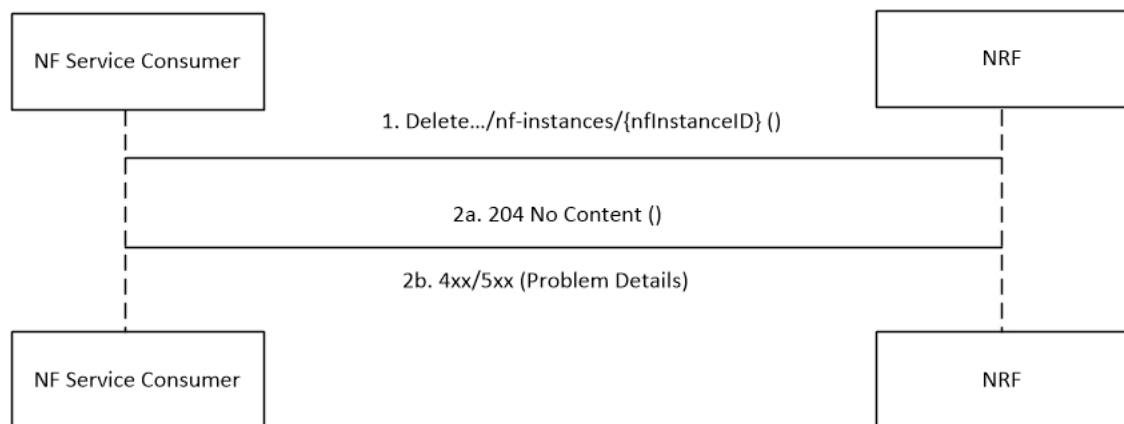 NF Service Consumer
NRF
1. Delete.../nf-instances/{nfInstanceID} ()
2a. 204 No Content ()
2b. 4xx/5xx (Problem Details)
NF Service Consumer
NRF